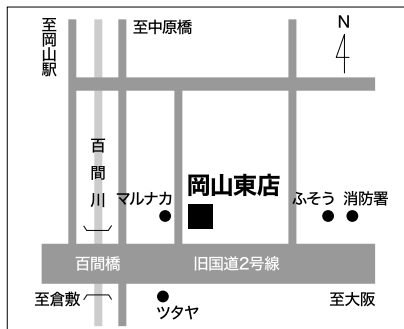 至岡山駅
至中原橋
N
百間川
岡山東店
マルナカ
ふそう
消防署
百間橋
旧国道2号線
至倉敷
至大阪
ツタヤ